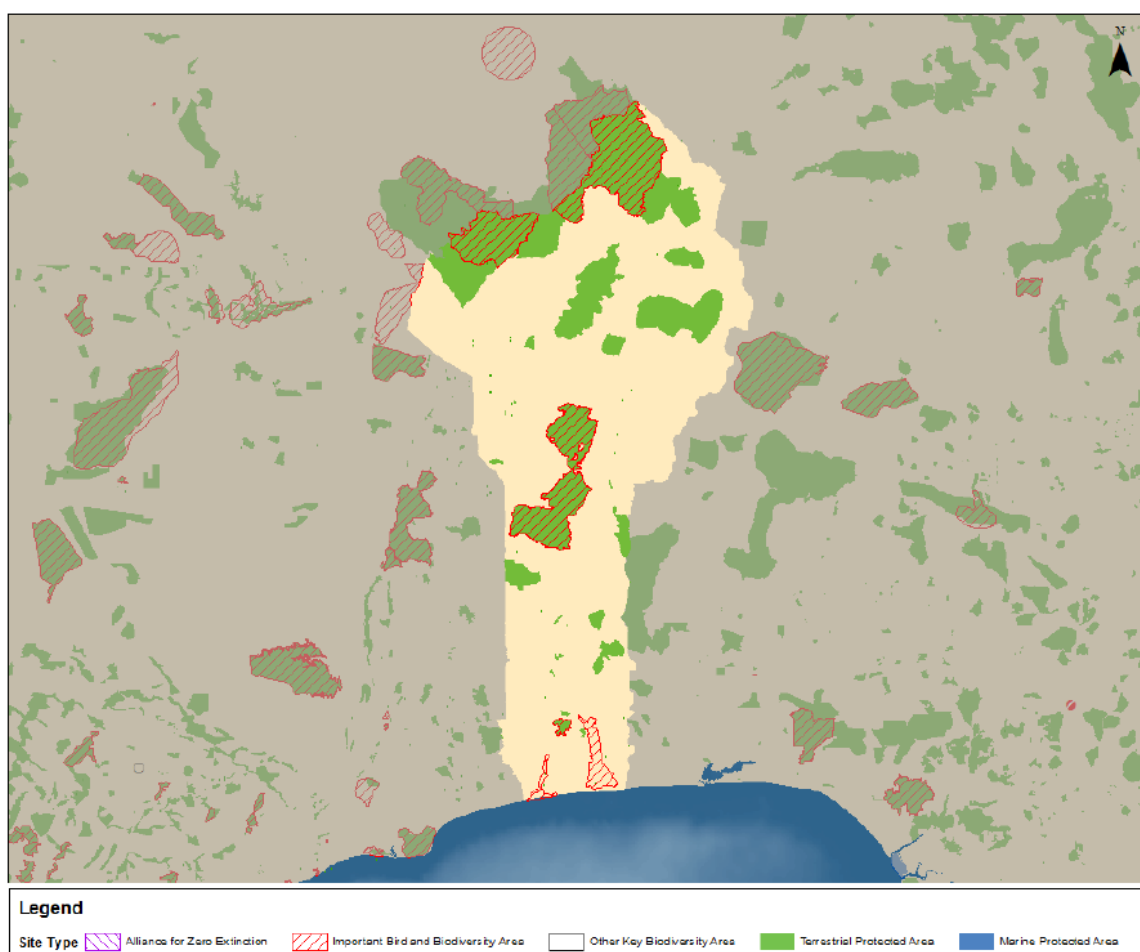 N
Legend
Site Type Alliance for Zero Extinction Important Bird and Biodiversity Area Other Key Biodiversity Area Terrestrial Protected Area Marine Protected Area